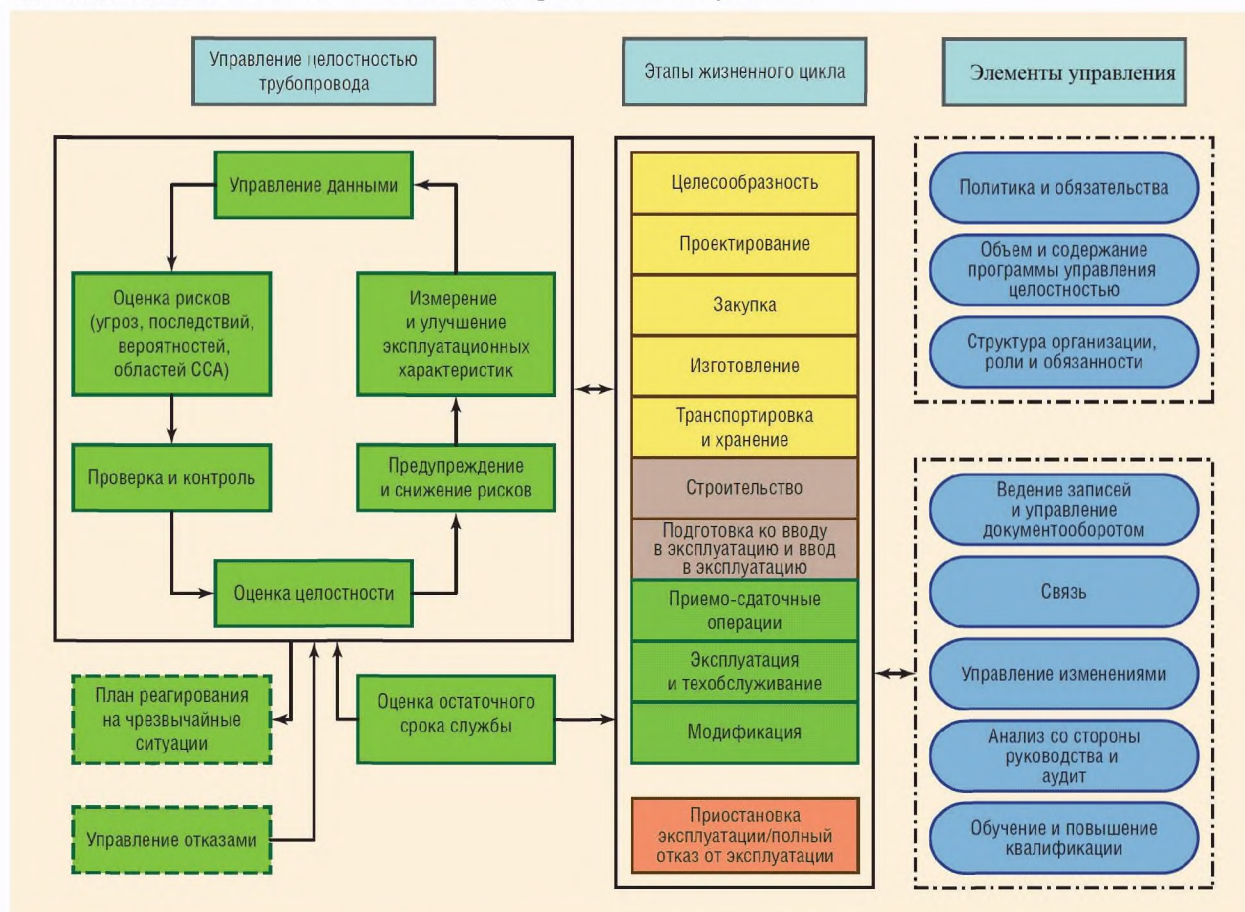 Управление целостностью
трубопровода
Управление данными
Оценка рисков
(угроз, последствий,
вероятностей,
областей ССА)
Измерение
и улучшение
эксплуатационных
характеристик
Проверка и контроль
Предупреждение
и снижение рисков
Оценка целостности
План реагирования
на чрезвычайные
ситуации
Оценка остаточного
срока службы
Управление отказами
Этапы жизненного цикла
Целесообразность
Проектирование
Закупка
Изготовление
Транспортировка
и хранение
Строительство
Подготовка ко вводу
в эксплуатацию и ввод
в эксплуатацию
Приемо-сдаточные
операции
Эксплуатация
и техобслуживание
Модификация
Приостановка
эксплуатации/полный
отказ от эксплуатации
Элементы управления
Политика и обязательства
Объем и содержание
программы управления
целостностью
Структура организации,
роли и обязанности
Ведение записей
и управление
документооборотом
Связь
Управление изменениями
Анализ со стороны
руководства и
аудит
Обучение и повышение
квалификации